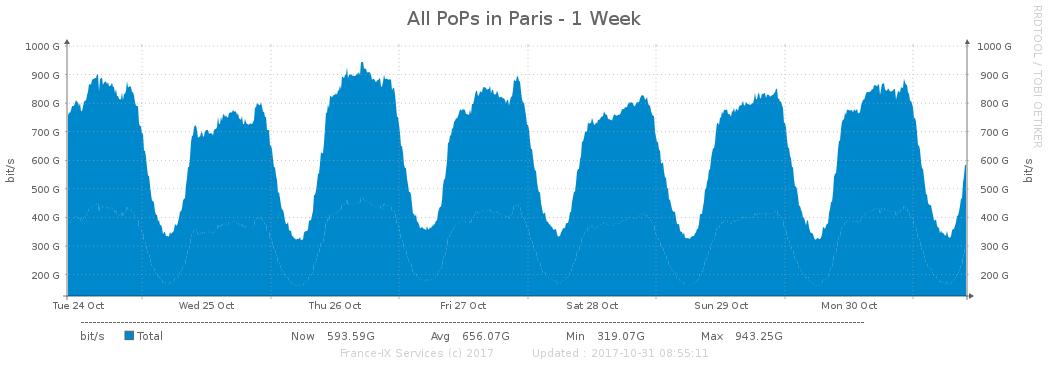 All PoPs in Paris - 1 Week
RRDTOOL / TOBI OETIKER
1000 G 1000 G
900 G 900 G
800 G 800 G
700 G 700 G
600 G 600 G
500 G 500 G
400 G 400 G
300 G 300 G
200 G 200 G
bit/s bit/s
Tue 24 Oct Wed 25 Oct Thu 26 Oct Fri 27 Oct Sat 28 Oct Sun 29 Oct Mon 30 Oct
bit/s Total Now 593.59G Avg 656.07G Min 319.07G Max 943.25G
France-IX Services (c) 2017 Updated : 2017-10-31 08:55:11